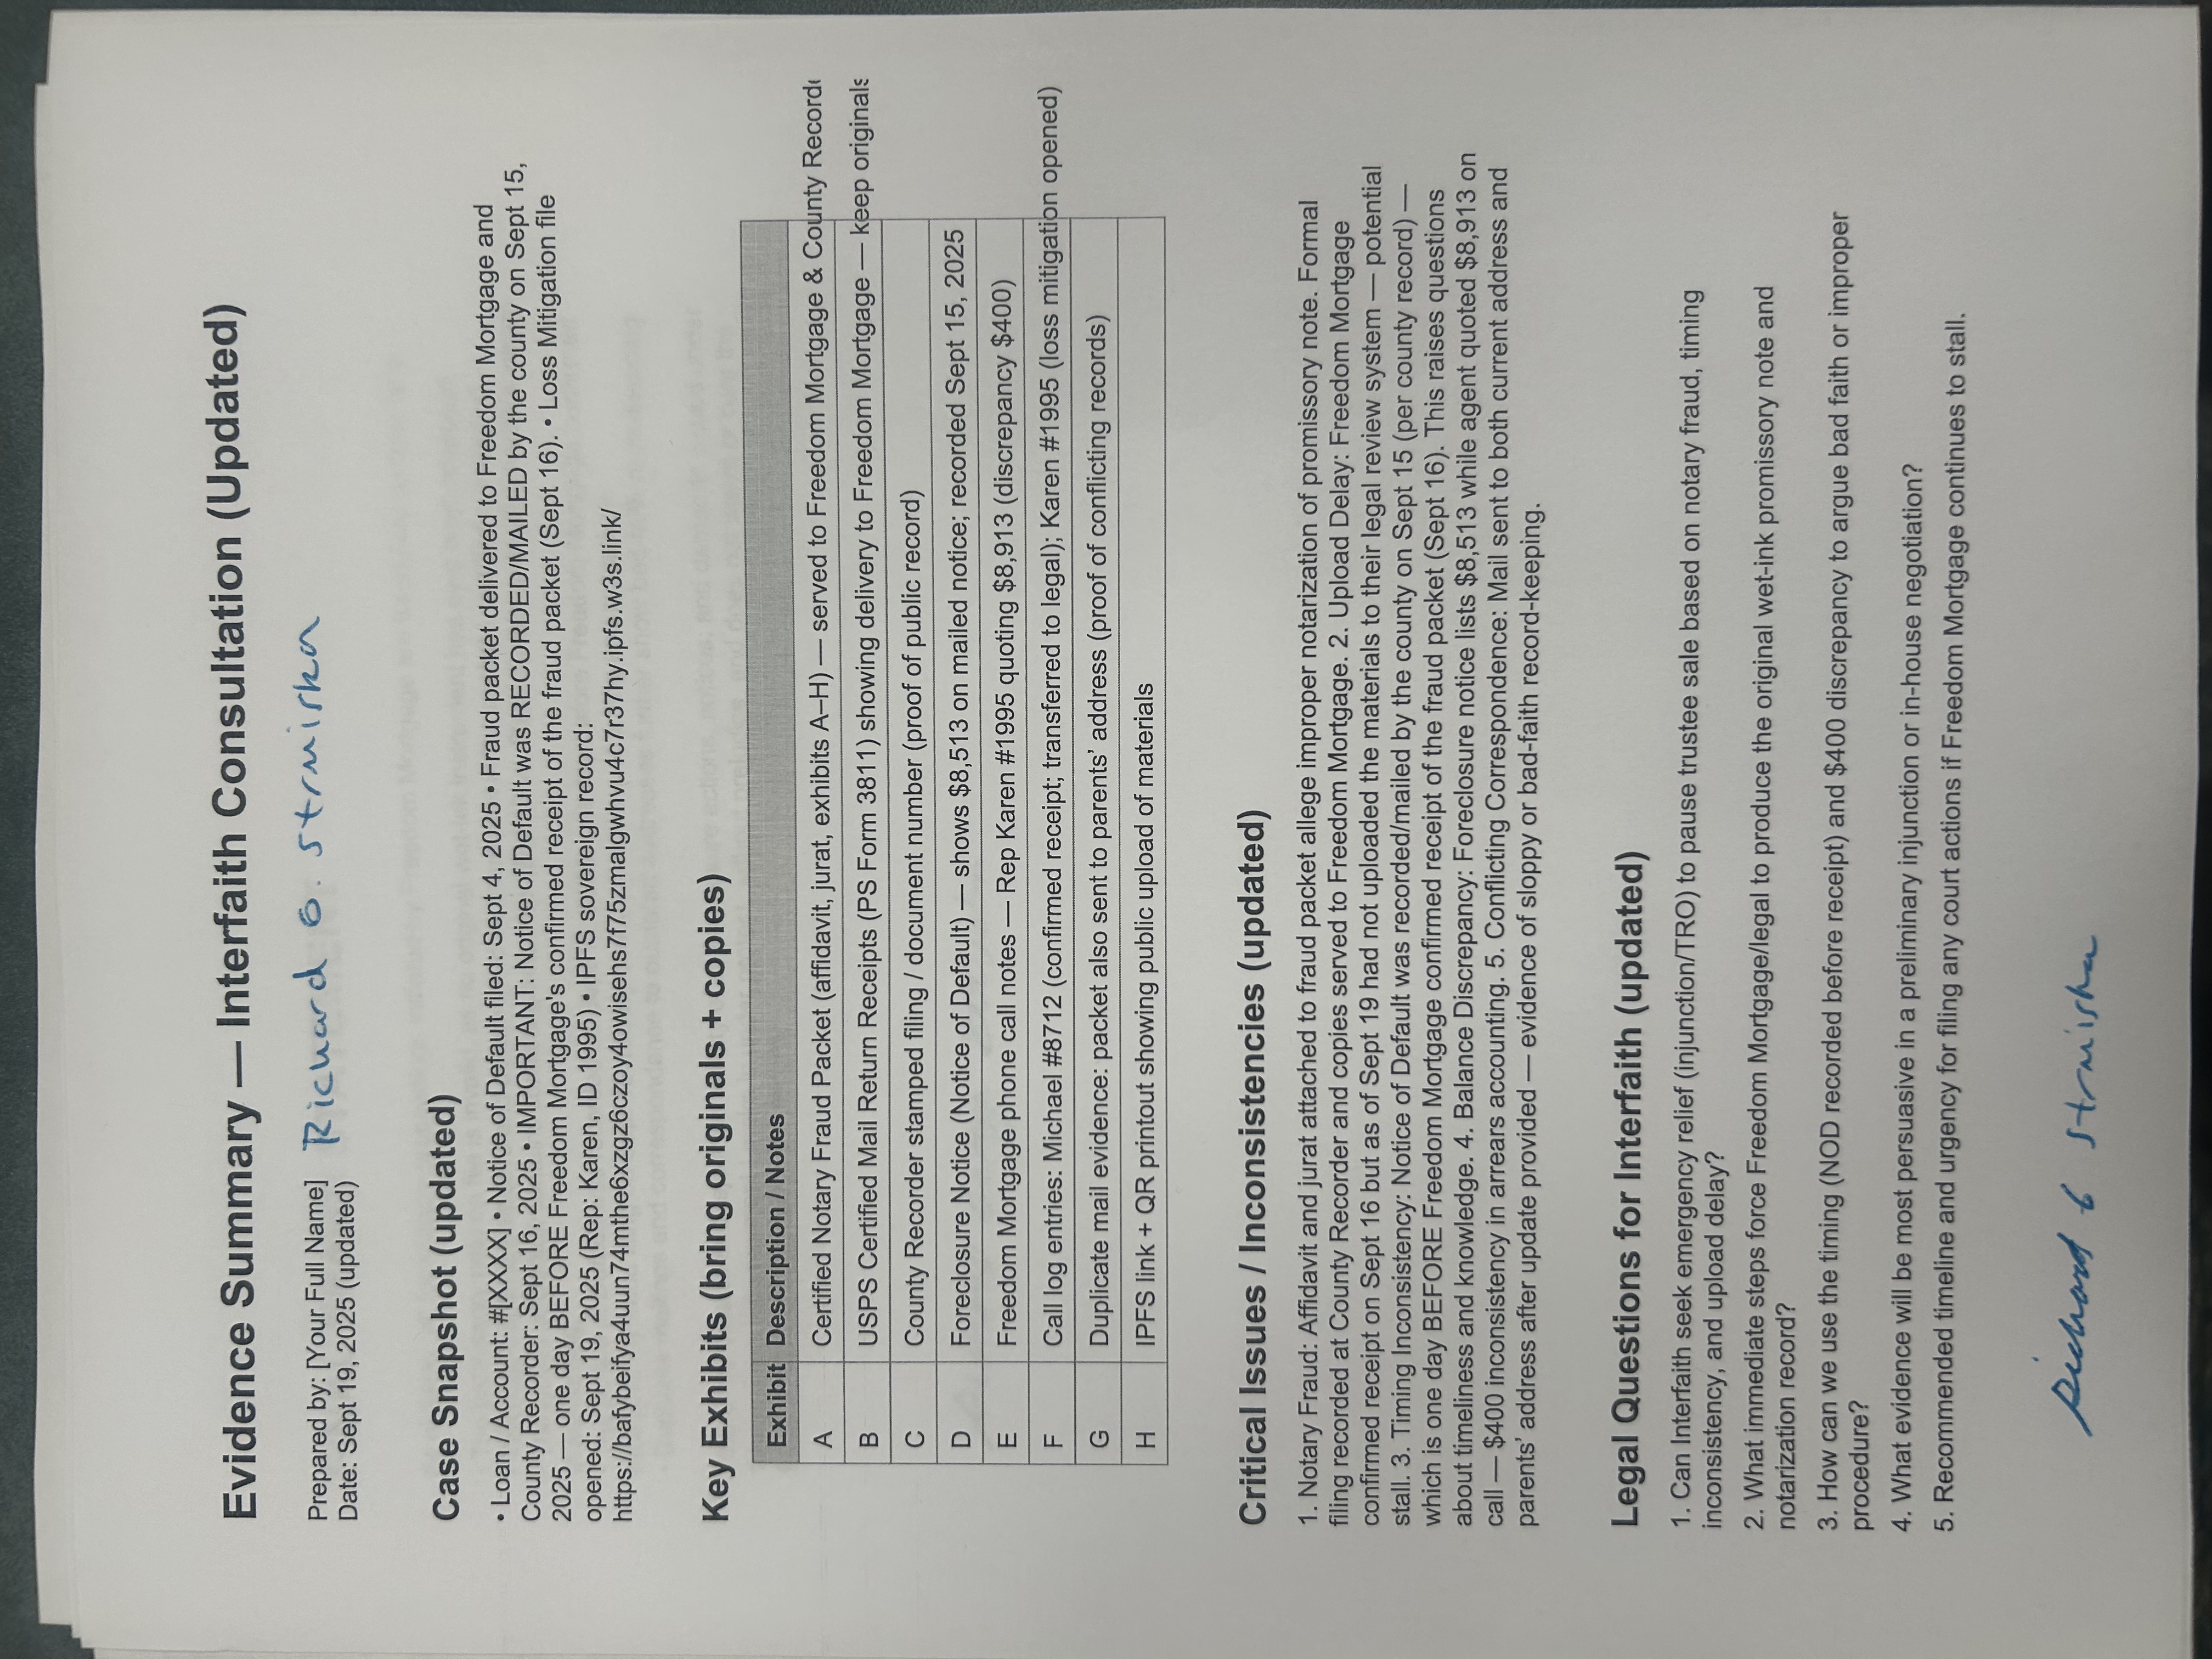 Evidence Summary — Interfaith Consultation (Updated)
Prepared by: [Your Full Name] Richard G. Strmiska
Date: Sept 19, 2025 (updated)
Case Snapshot (updated)
• Loan / Account: #[XXXX] • Notice of Default filed: Sept 4, 2025 • Fraud packet delivered to Freedom Mortgage and
County Recorder: Sept 16, 2025 • IMPORTANT: Notice of Default was RECORDED/MAILED by the county on Sept 15,
2025 — one day BEFORE Freedom Mortgage's confirmed receipt of the fraud packet (Sept 16). • Loss Mitigation file
opened: Sept 19, 2025 (Rep: Karen, ID 1995) • IPFS sovereign record:
https://bafybeifya4uun74mthe6xzgz6czoy4owisehs7f75zmalgwhvu4c7r37hy.ipfs.w3s.link/
Key Exhibits (bring originals + copies)
Exhibit Description / Notes
A Certified Notary Fraud Packet (affidavit, jurat, exhibits A–H) — served to Freedom Mortgage & County Recorde
B USPS Certified Mail Return Receipts (PS Form 3811) showing delivery to Freedom Mortgage — keep originals
C County Recorder stamped filing / document number (proof of public record)
D Foreclosure Notice (Notice of Default) — shows $8,513 on mailed notice; recorded Sept 15, 2025
E Freedom Mortgage phone call notes — Rep Karen #1995 quoting $8,913 (discrepancy $400)
F Call log entries: Michael #8712 (confirmed receipt; transferred to legal); Karen #1995 (loss mitigation opened)
G Duplicate mail evidence: packet also sent to parents’ address (proof of conflicting records)
H IPFS link + QR printout showing public upload of materials
Critical Issues / Inconsistencies (updated)
1. Notary Fraud: Affidavit and jurat attached to fraud packet allege improper notarization of promissory note. Formal
filing recorded at County Recorder and copies served to Freedom Mortgage. 2. Upload Delay: Freedom Mortgage
confirmed receipt on Sept 16 but as of Sept 19 had not uploaded the materials to their legal review system — potential
stall. 3. Timing Inconsistency: Notice of Default was recorded/mailed by the county on Sept 15 (per county record) —
which is one day BEFORE Freedom Mortgage confirmed receipt of the fraud packet (Sept 16). This raises questions
about timeliness and knowledge. 4. Balance Discrepancy: Foreclosure notice lists $8,513 while agent quoted $8,913 on
call — $400 inconsistency in arrears accounting. 5. Conflicting Correspondence: Mail sent to both current address and
parents’ address after update provided — evidence of sloppy or bad-faith record-keeping.
Legal Questions for Interfaith (updated)
1. Can Interfaith seek emergency relief (injunction/TRO) to pause trustee sale based on notary fraud, timing
inconsistency, and upload delay?
2. What immediate steps force Freedom Mortgage/legal to produce the original wet-ink promissory note and
notarization record?
3. How can we use the timing (NOD recorded before receipt) and $400 discrepancy to argue bad faith or improper
procedure?
4. What evidence will be most persuasive in a preliminary injunction or in-house negotiation?
5. Recommended timeline and urgency for filing any court actions if Freedom Mortgage continues to stall.
Richard G Strmiska